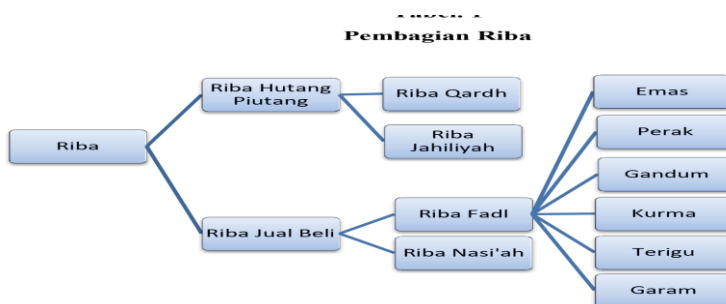 Pembagian Riba
Riba
Riba Hutang
Piutang
Riba Jual Beli
Riba Qardh
Riba
Jahiliyah
Riba Fadl
Riba Nasi'ah
Emas
Perak
Gandum
Kurma
Terigu
Garam